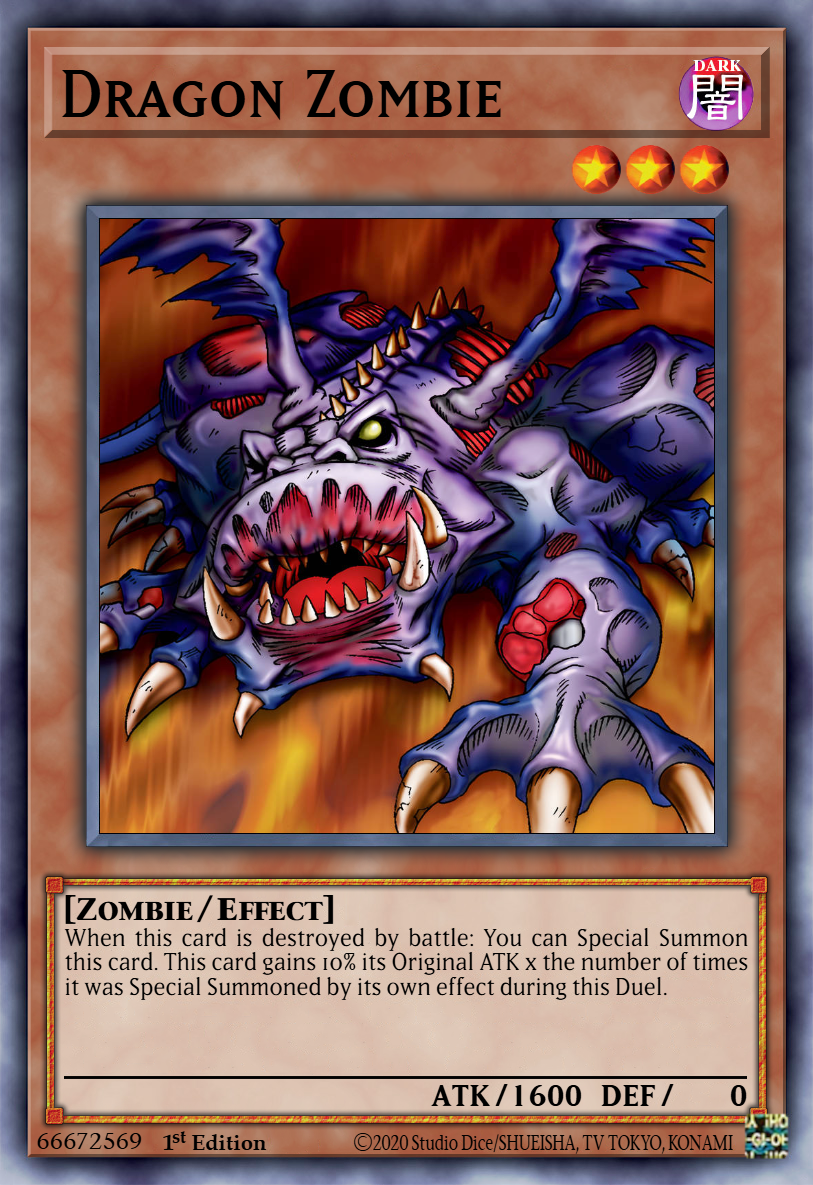 Dragon Zombie
DARK
闇
[Zombie/Effect]
When this card is destroyed by battle: You can Special Summon
this card. This card gains 10% its Original ATK x the number of times
it was Special Summoned by its own effect during this Duel.
ATK/1600 DEF/ 0
66672569 1st Edition ©2020 Studio Dice/SHUEISHA, TV TOKYO, KONAMI